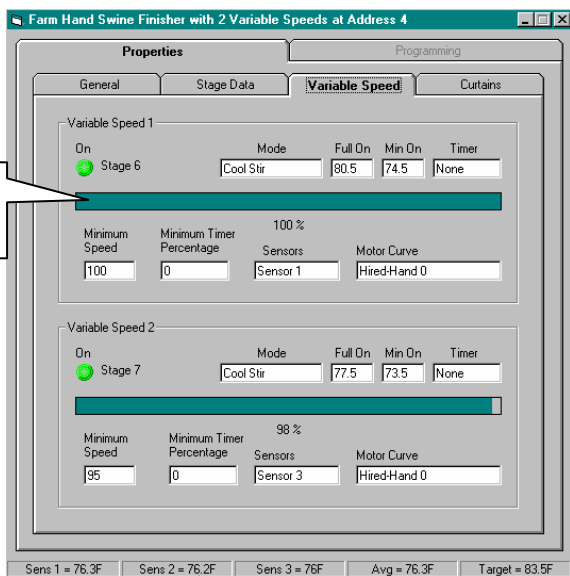 Farm Hand Swine Finisher with 2 Variable Speeds at Address 4
Properties Programming
General Stage Data Variable Speed Curtains
Variable Speed 1
On Mode Full On Min On Timer
Stage 6 Cool Stir 80.5 74.5 None
100 %
Minimum Speed Minimum Timer Percentage Sensors Motor Curve
100 0 Sensor 1 Hired-Hand 0
Variable Speed 2
On Mode Full On Min On Timer
Stage 7 Cool Stir 77.5 73.5 None
98 %
Minimum Speed Minimum Timer Percentage Sensors Motor Curve
95 0 Sensor 3 Hired-Hand 0
Sens 1 = 76.3F Sens 2 = 76.2F Sens 3 = 76F Avg = 76.3F Target = 83.5F